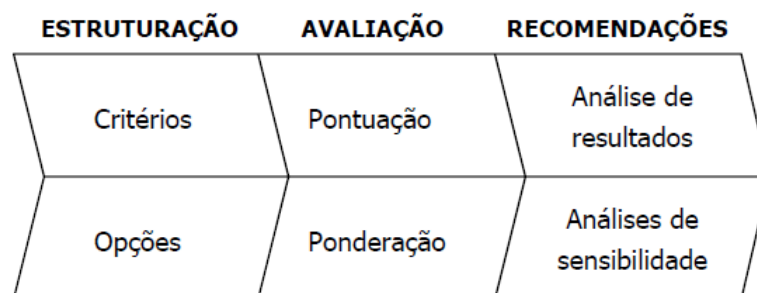 ESTRUTURAÇÃO AVALIAÇÃO RECOMENDAÇÕES
Critérios
Pontuação
Análise de
resultados
Opções
Ponderação
Análises de
sensibilidade